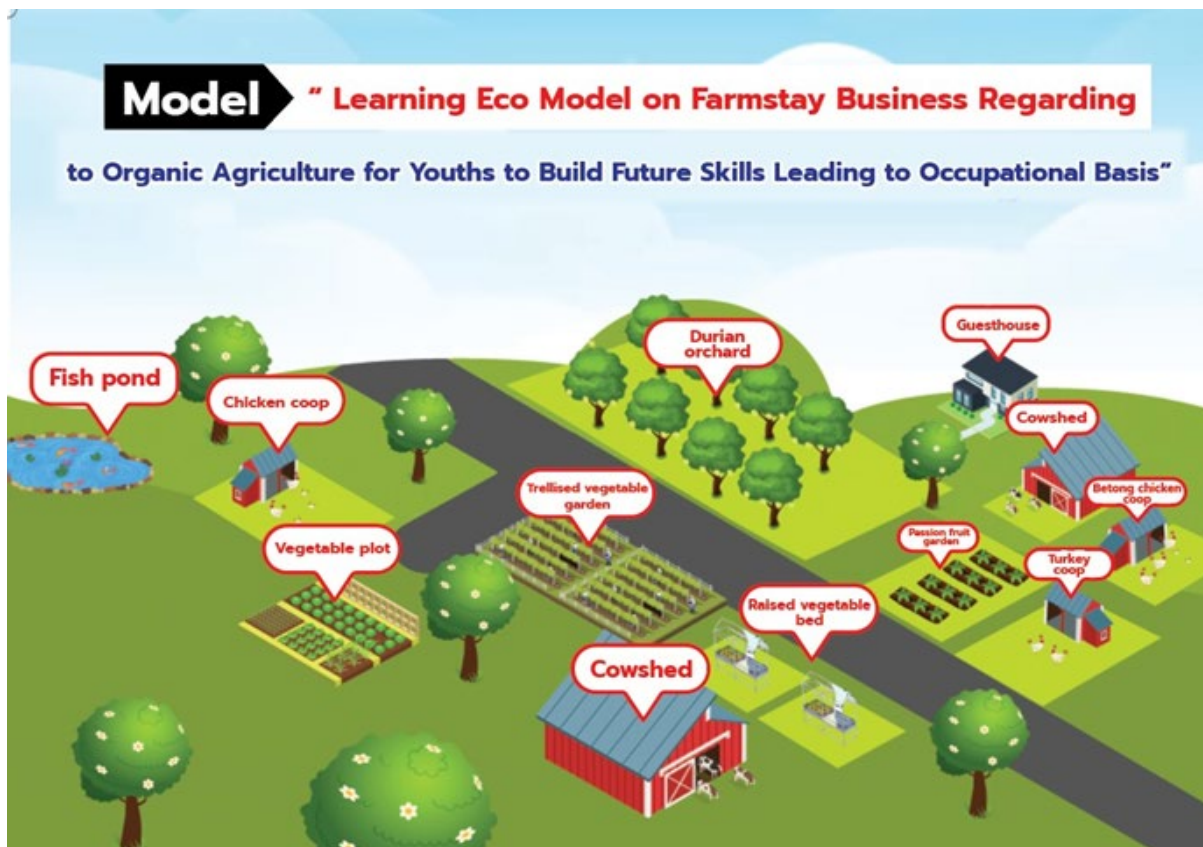 Model
“ Learning Eco Model on Farmstay Business Regarding
to Organic Agriculture for Youths to Build Future Skills Leading to Occupational Basis”
Guesthouse
Durian
orchard
Fish pond
Chicken coop
Cowshed
Betong chicken
coop
Trellised vegetable
garden
Passion fruit
garden
Vegetable plot
Turkey
coop
Raised vegetable
bed
Cowshed